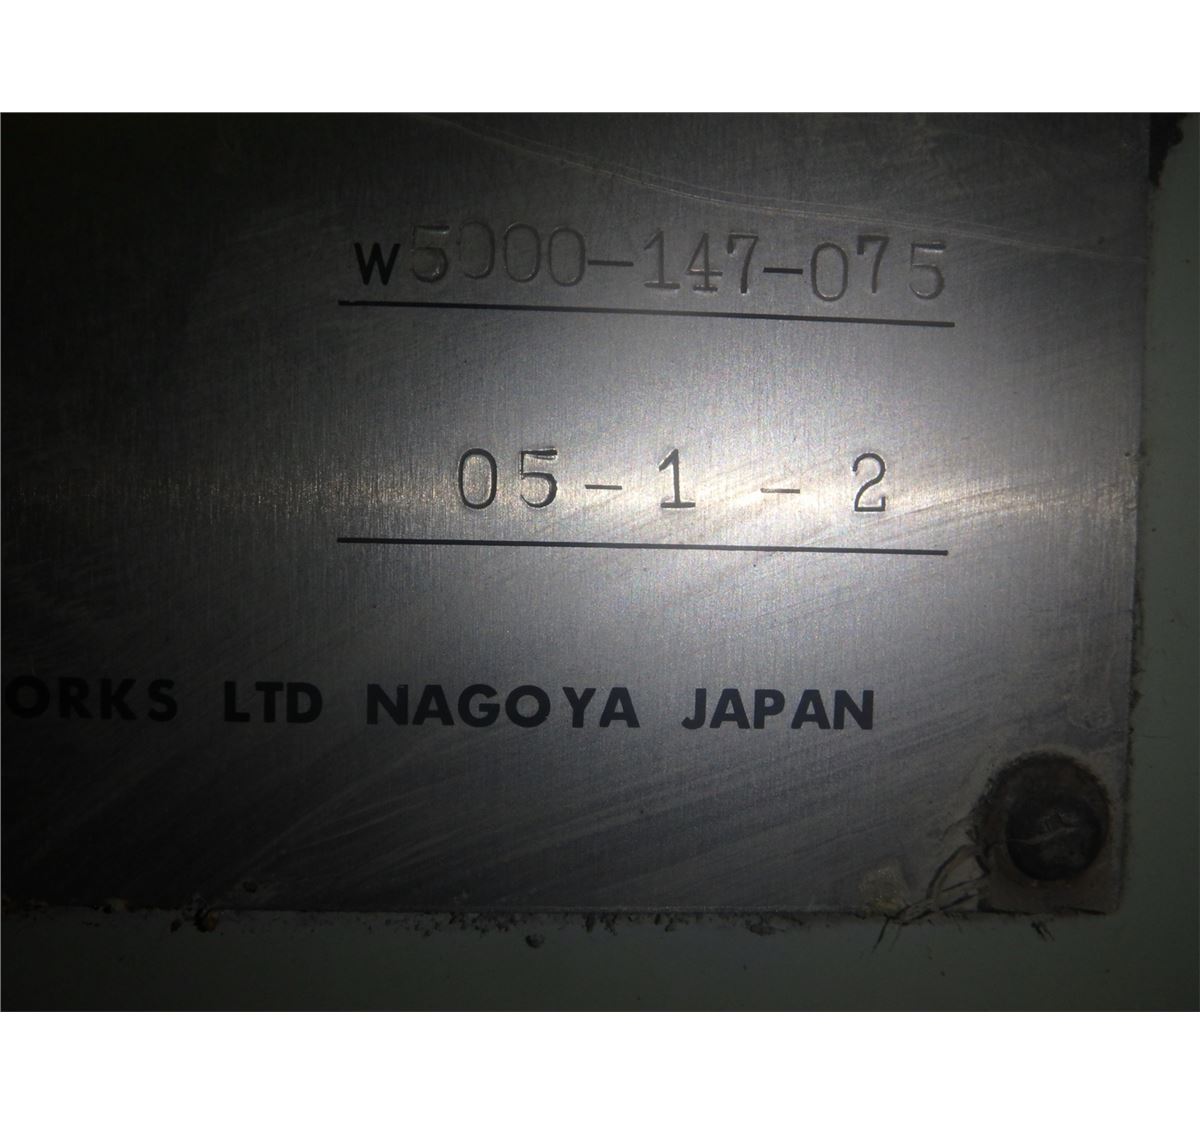 W5000-147-075
05-1-2
ORKS LTD NAGOYA JAPAN